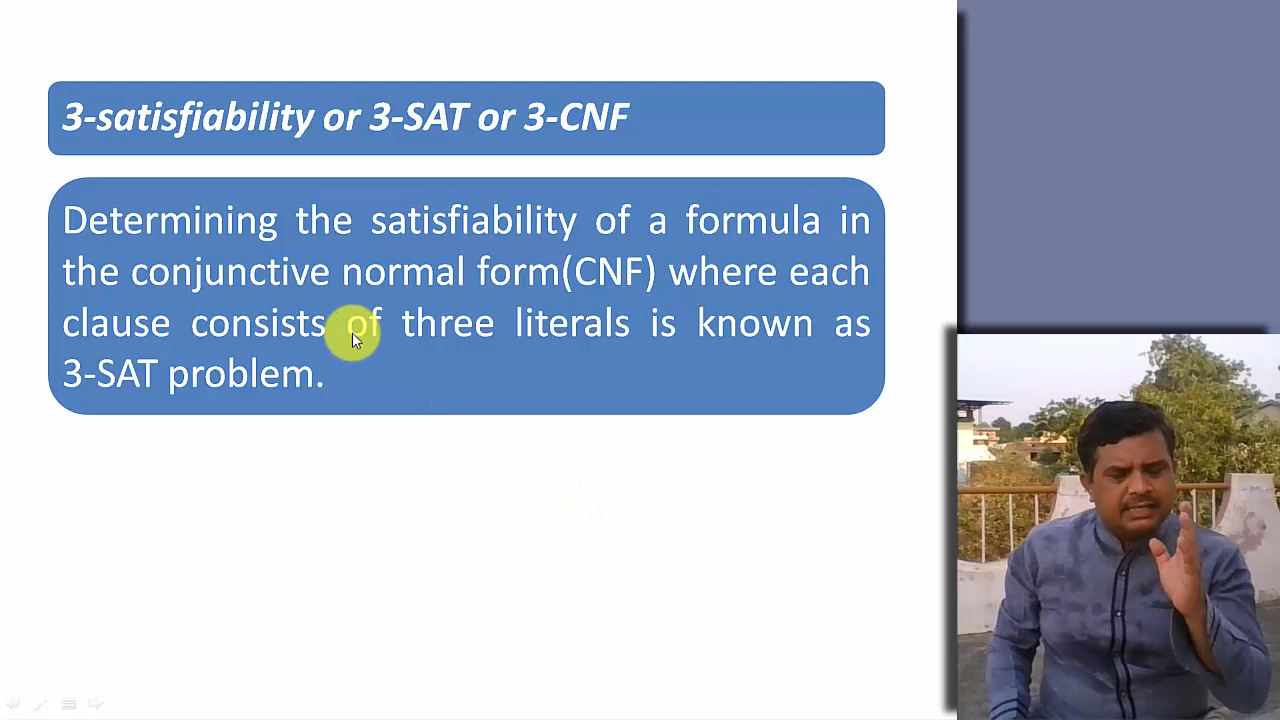 3-satisfiability or 3-SAT or 3-CNF
Determining the satisfiability of a formula in
the conjunctive normal form(CNF) where each
clause consists of three literals is known as
3-SAT problem.